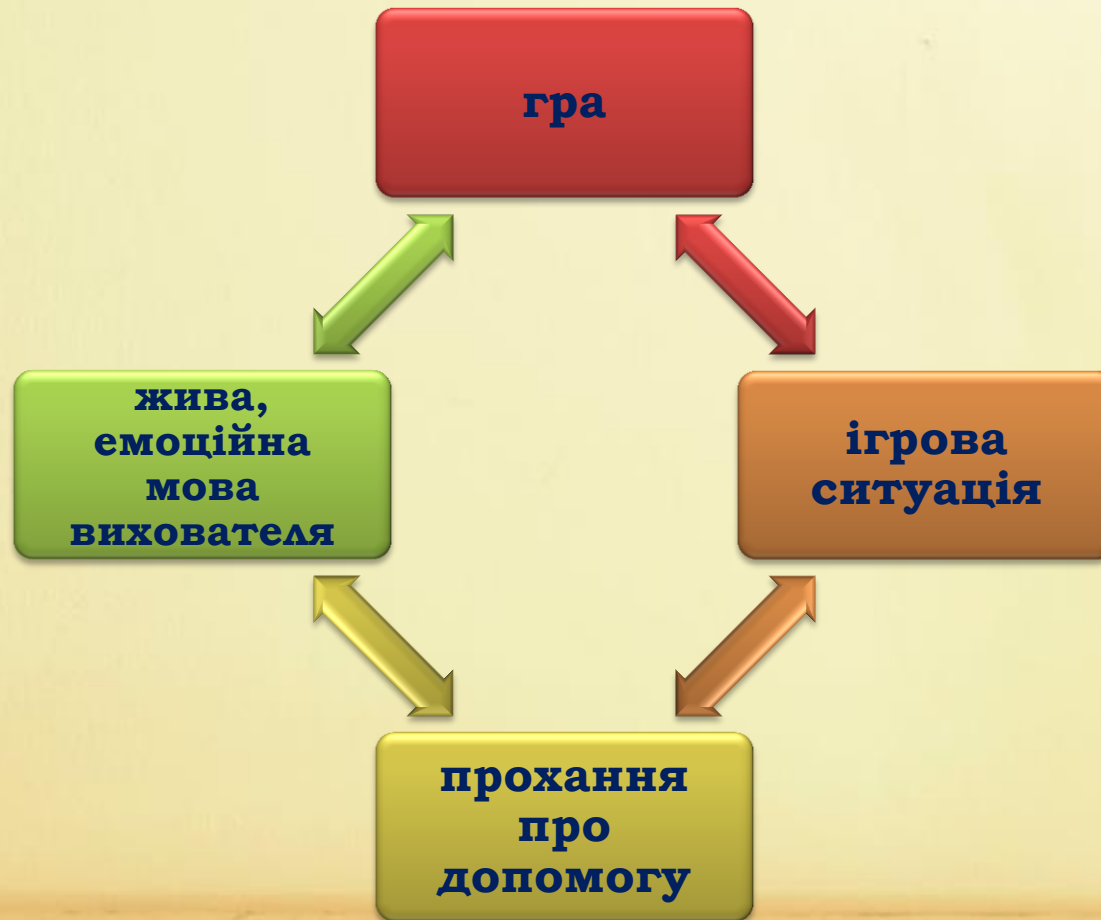 гра
жива,
емоційна
мова
вихователя
ігрова
ситуація
прохання
про
допомогу